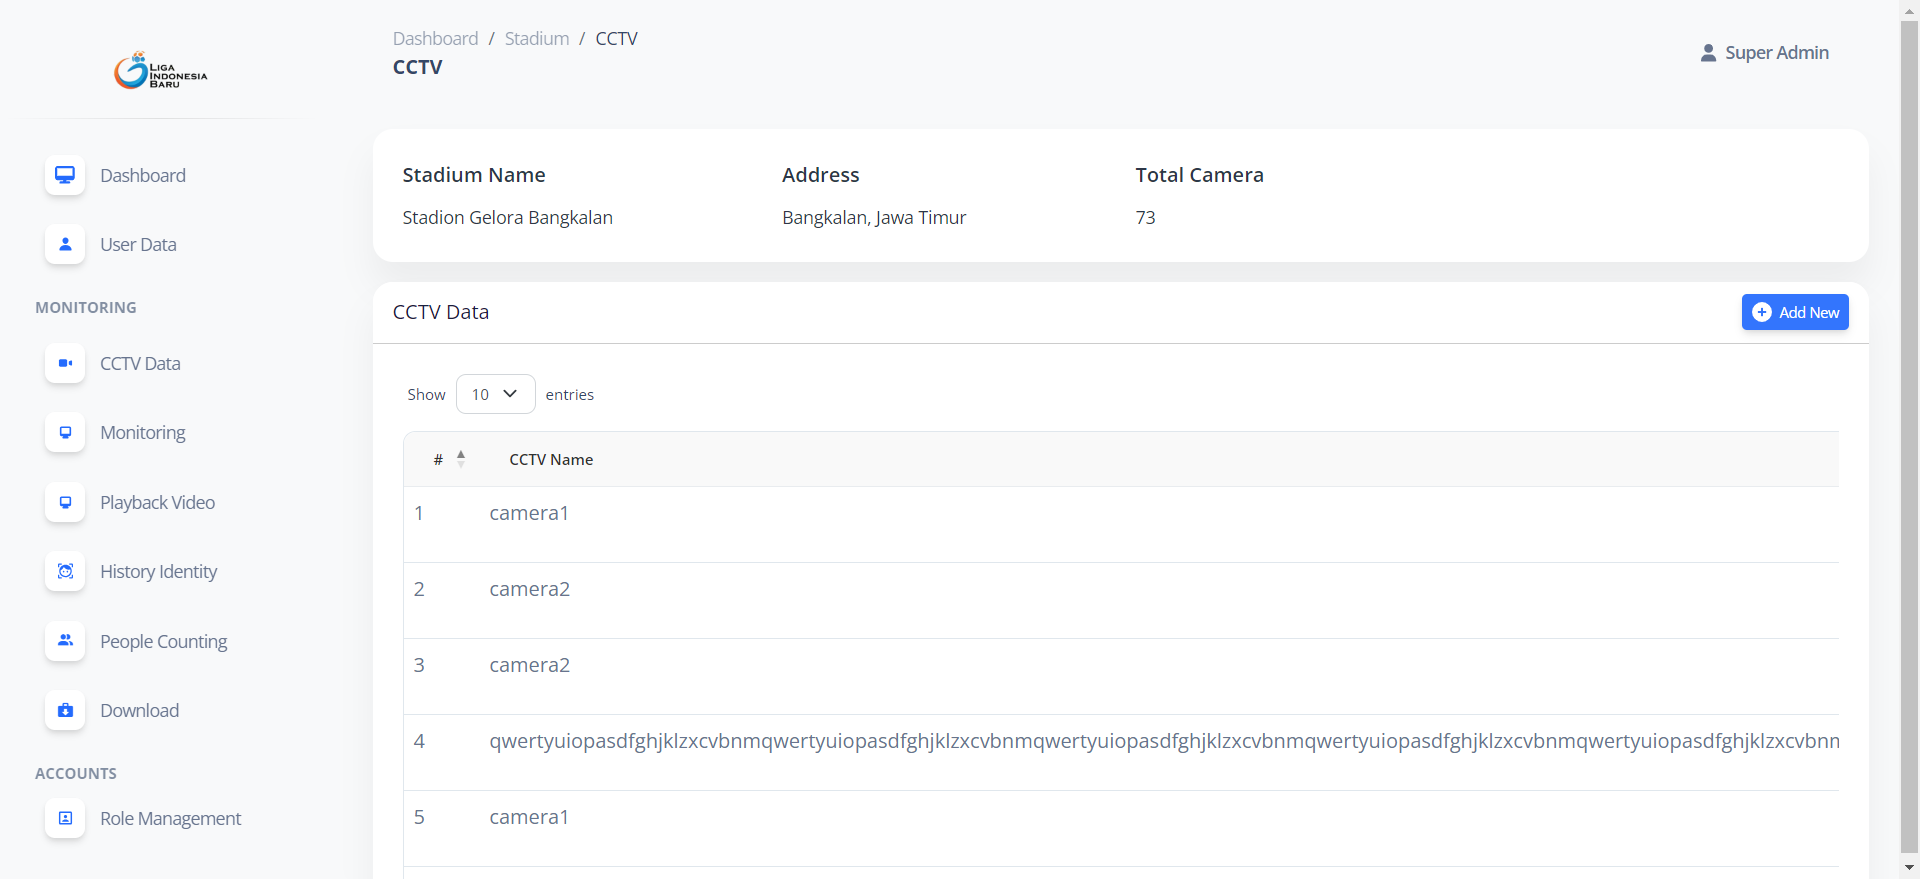 LIGA
INDONESIA
BARU
Dashboard / Stadium / CCTV
CCTV
Super Admin
Dashboard
User Data
MONITORING
CCTV Data
Monitoring
Playback Video
History Identity
People Counting
Download
ACCOUNTS
Role Management
Stadium Name Address Total Camera
Stadion Gelora Bangkalan Bangkalan, Jawa Timur 73
CCTV Data Add New
Show 10 entries
# CCTV Name
1 camera1
2 camera2
3 camera2
4 qwertyuiopasdfghjklzxcvbnmqwertyuiopasdfghjklzxcvbnmqwertyuiopasdfghjklzxcvbnmqwertyuiopasdfghjklzxcvbnmqwertyuiopasdfghjklzxcvbnm
5 camera1